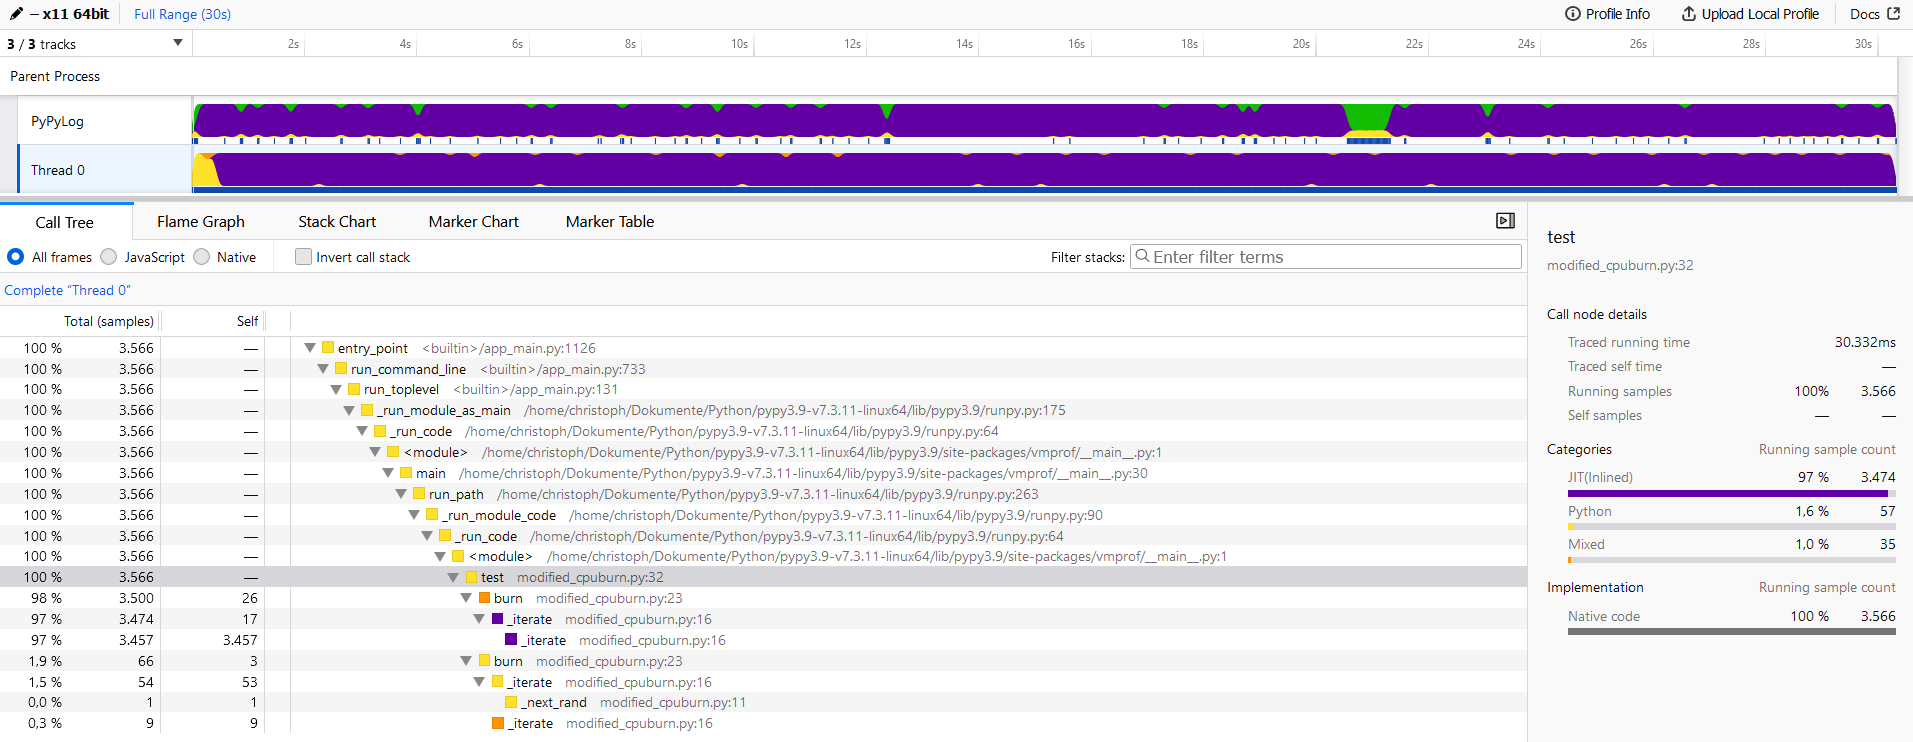 – x11 64bit Full Range (30s) Profile Info Upload Local Profile Docs
3 / 3 tracks 2s 4s 6s 8s 10s 12s 14s 16s 18s 20s 22s 24s 26s 28s 30s
Parent Process
PyPyLog
Thread 0
Call Tree Flame Graph Stack Chart Marker Chart Marker Table
All frames JavaScript Native Invert call stack Filter stacks: Enter filter terms
Complete “Thread 0”
Total (samples) Self
100 % 3.566 — entry_point <builtin>/app_main.py:1126
100 % 3.566 — run_command_line <builtin>/app_main.py:733
100 % 3.566 — run_toplevel <builtin>/app_main.py:131
100 % 3.566 — _run_module_as_main /home/christoph/Dokumente/Python/pypy3.9-v7.3.11-linux64/lib/pypy3.9/runpy.py:175
100 % 3.566 — _run_code /home/christoph/Dokumente/Python/pypy3.9-v7.3.11-linux64/lib/pypy3.9/runpy.py:64
100 % 3.566 — <module> /home/christoph/Dokumente/Python/pypy3.9-v7.3.11-linux64/lib/pypy3.9/site-packages/vmprof/__main__.py:1
100 % 3.566 — main /home/christoph/Dokumente/Python/pypy3.9-v7.3.11-linux64/lib/pypy3.9/site-packages/vmprof/__main__.py:30
100 % 3.566 — run_path /home/christoph/Dokumente/Python/pypy3.9-v7.3.11-linux64/lib/pypy3.9/runpy.py:263
100 % 3.566 — _run_module_code /home/christoph/Dokumente/Python/pypy3.9-v7.3.11-linux64/lib/pypy3.9/runpy.py:90
100 % 3.566 — _run_code /home/christoph/Dokumente/Python/pypy3.9-v7.3.11-linux64/lib/pypy3.9/runpy.py:64
100 % 3.566 — <module> /home/christoph/Dokumente/Python/pypy3.9-v7.3.11-linux64/lib/pypy3.9/site-packages/vmprof/__main__.py:1
100 % 3.566 — test modified_cpuburn.py:32
98 % 3.500 26 burn modified_cpuburn.py:23
97 % 3.474 17 _iterate modified_cpuburn.py:16
97 % 3.457 3.457 _iterate modified_cpuburn.py:16
1,9 % 66 3 burn modified_cpuburn.py:23
1,5 % 54 53 _iterate modified_cpuburn.py:16
0,0 % 1 1 _next_rand modified_cpuburn.py:11
0,3 % 9 9 _iterate modified_cpuburn.py:16
test
modified_cpuburn.py:32
Call node details
Traced running time 30.332ms
Traced self time —
Running samples 100% 3.566
Self samples — —
Categories Running sample count
JIT(Inlined) 97 % 3.474
Python 1,6 % 57
Mixed 1,0 % 35
Implementation Running sample count
Native code 100 % 3.566